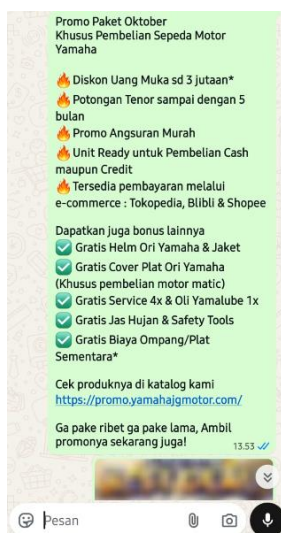 Promo Paket Oktober
Khusus Pembelian Sepeda Motor
Yamaha
🔥 Diskon Uang Muka sd 3 jutaan*
🔥 Potongan Tenor sampai dengan 5
bulan
🔥 Promo Angsuran Murah
🔥 Unit Ready untuk Pembelian Cash
maupun Credit
🔥 Tersedia pembayaran melalui
e-commerce : Tokopedia, Blibli & Shopee
Dapatkan juga bonus lainnya
✅ Gratis Helm Ori Yamaha & Jaket
✅ Gratis Cover Plat Ori Yamaha
(Khusus pembelian motor matic)
✅ Gratis Service 4x & Oli Yamalube 1x
✅ Gratis Jas Hujan & Safety Tools
✅ Gratis Biaya Ompang/Plat
Sementara*
Cek produknya di katalog kami
https://promo.yamahajgmotor.com/
Ga pake ribet ga pake lama, Ambil
promonya sekarang juga!
13.53
Pesan